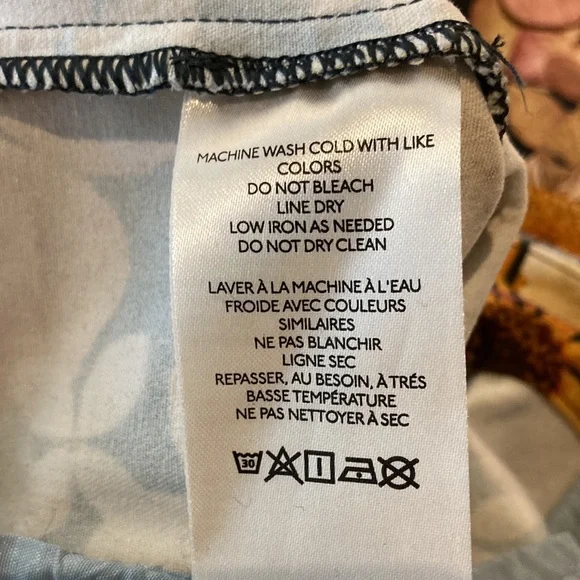 MACHINE WASH COLD WITH LIKE
COLORS
DO NOT BLEACH
LINE DRY
LOW IRON AS NEEDED
DO NOT DRY CLEAN
LAVER À LA MACHINE À L'EAU
FROIDE AVEC COULEURS
SIMILAIRES
NE PAS BLANCHIR
LIGNE SEC
REPASSER, AU BESOIN, À TRÉS
BASSE TEMPÉRATURE
NE PAS NETTOYER À SEC
30